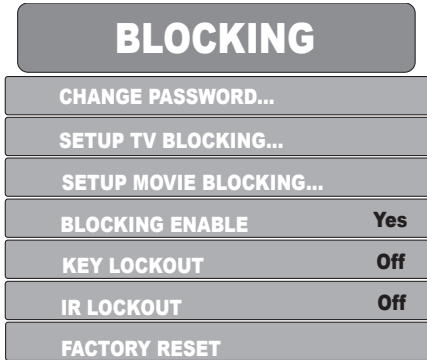 BLOCKING
CHANGE PASSWORD...
SETUP TV BLOCKING...
SETUP MOVIE BLOCKING...
BLOCKING ENABLE Yes
KEY LOCKOUT Off
IR LOCKOUT Off
FACTORY RESET